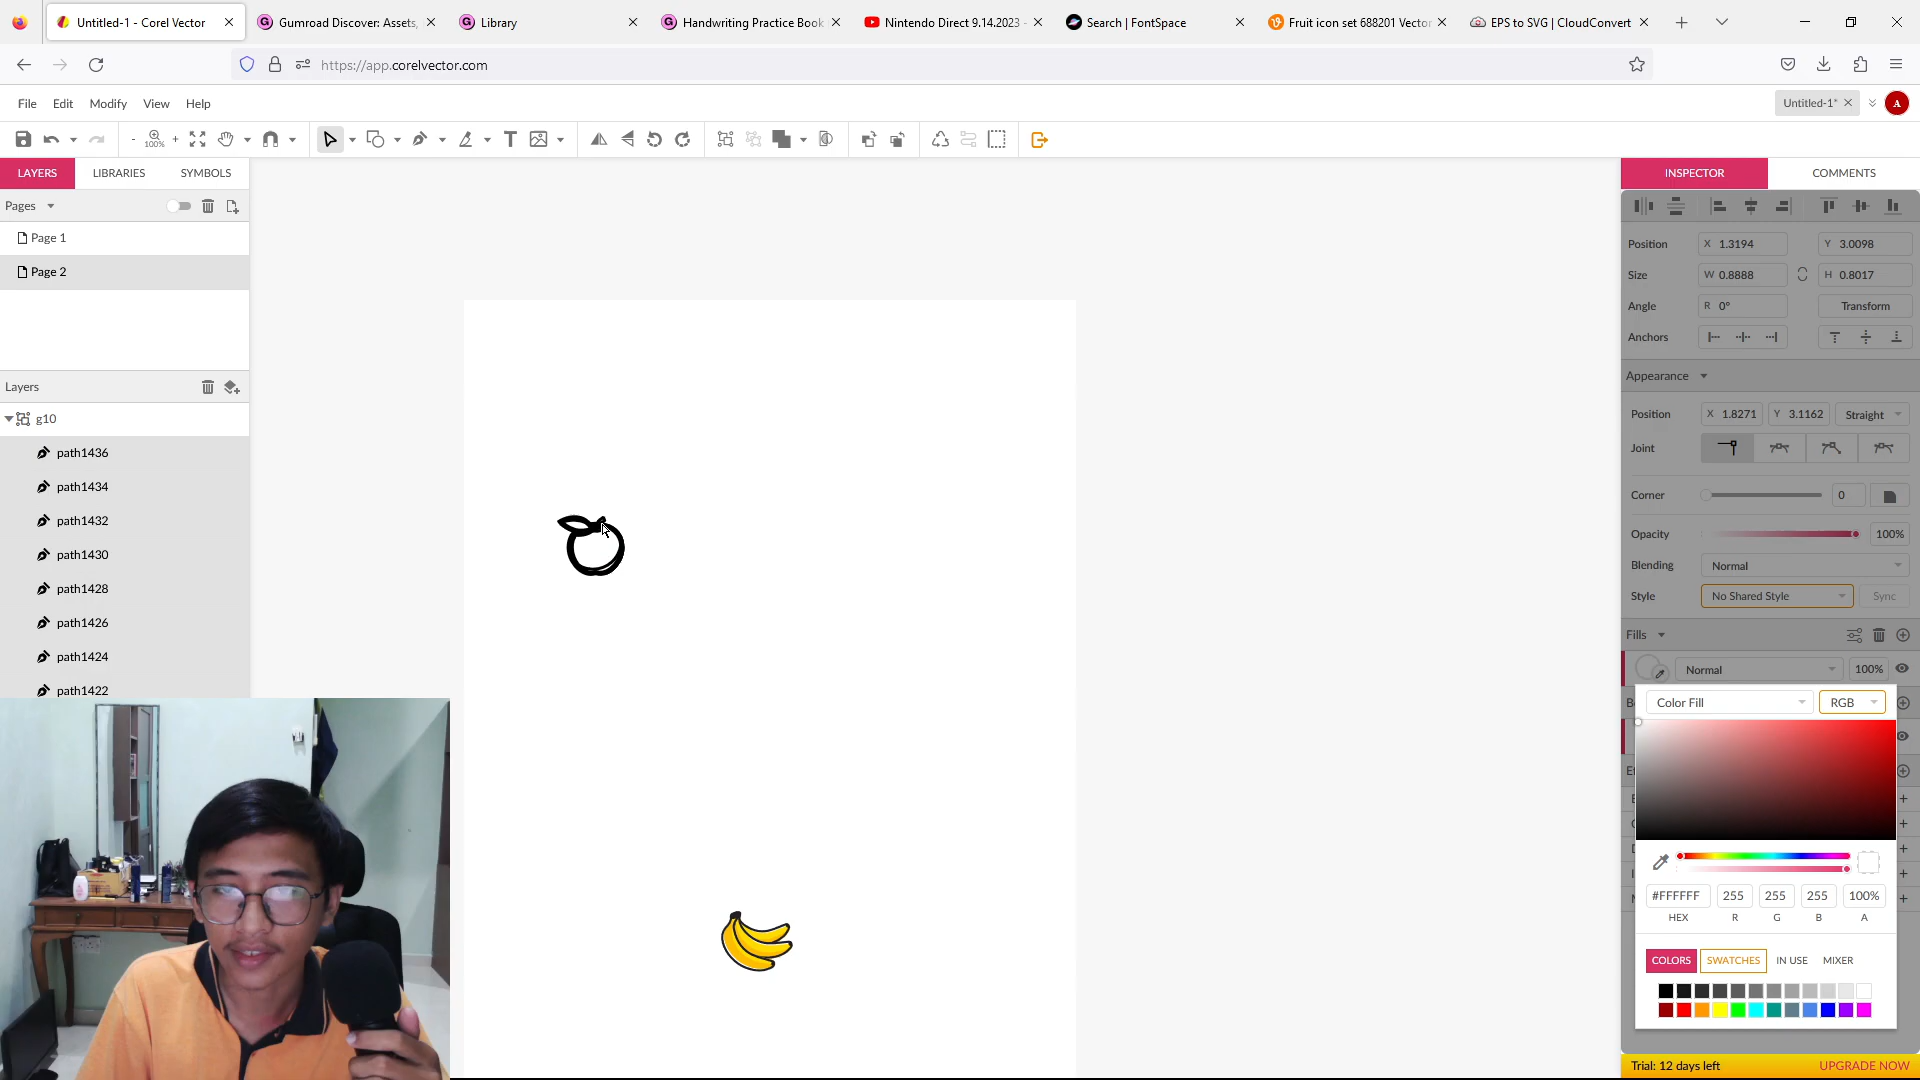 Untitled-1 - Corel Vector
Gumroad Discover: Assets,
Library
Handwriting Practice Book
Nintendo Direct 9.14.2023 -
Search | FontSpace
Fruit icon set 688201 Vector
EPS to SVG | CloudConvert
https://app.corelvector.com
File Edit Modify View Help
Untitled-1*
A
100%
LAYERS LIBRARIES SYMBOLS
Pages
Page 1
Page 2
Layers
g10
path1436
path1434
path1432
path1430
path1428
path1426
path1424
path1422
INSPECTOR COMMENTS
Position X 1.3194 Y 3.0098
Size W 0.8888 H 0.8017
Angle R 0° Transform
Anchors
Appearance
Position X 1.8271 Y 3.1162 Straight
Joint
Corner 0
Opacity 100%
Blending Normal
Style No Shared Style Sync
Fills
Normal 100%
Color Fill RGB
#FFFFFF 255 255 255 100%
HEX R G B A
COLORS SWATCHES IN USE MIXER
Trial: 12 days left UPGRADE NOW